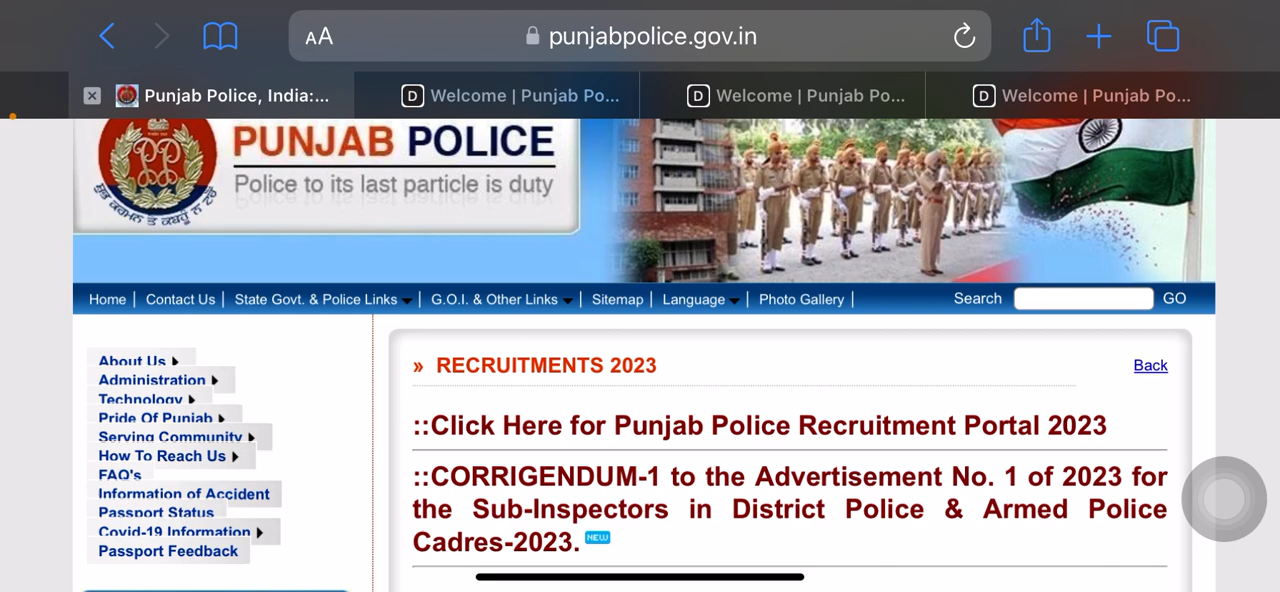 AA
punjabpolice.gov.in
Punjab Police, India:...
D Welcome | Punjab Po...
D Welcome | Punjab Po...
D Welcome | Punjab Po...
PUNJAB POLICE
Police to its last particle is duty
Home | Contact Us | State Govt. & Police Links | G.O.I. & Other Links | Sitemap | Language | Photo Gallery |
Search
GO
About Us
Administration
Technology
Pride Of Punjab
Serving Community
How To Reach Us
FAQ's
Information of Accident
Passport Status
Covid-19 Information
Passport Feedback
» RECRUITMENTS 2023
Back
::Click Here for Punjab Police Recruitment Portal 2023
::CORRIGENDUM-1 to the Advertisement No. 1 of 2023 for
the Sub-Inspectors in District Police & Armed Police
Cadres-2023. NEW